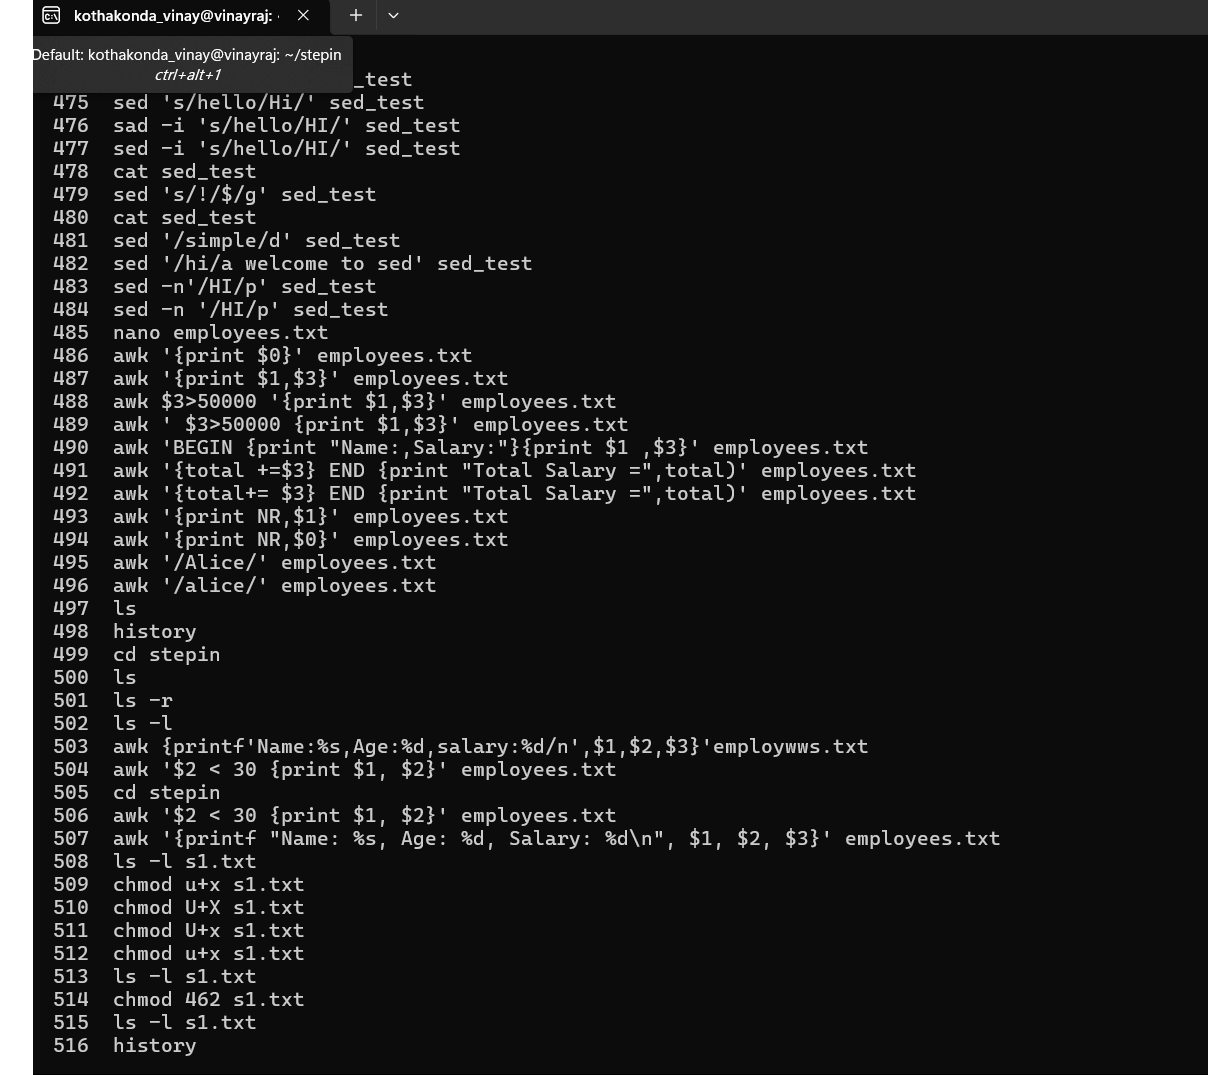 kothakonda_vinay@vinayraj:
Default: kothakonda_vinay@vinayraj: ~/stepin
ctrl+alt+1
_test
475 sed 's/hello/Hi/' sed_test
476 sad -i 's/hello/HI/' sed_test
477 sed -i 's/hello/HI/' sed_test
478 cat sed_test
479 sed 's/!/$/g' sed_test
480 cat sed_test
481 sed '/simple/d' sed_test
482 sed '/hi/a welcome to sed' sed_test
483 sed -n'/HI/p' sed_test
484 sed -n '/HI/p' sed_test
485 nano employees.txt
486 awk '{print $0}' employees.txt
487 awk '{print $1,$3}' employees.txt
488 awk $3>50000 '{print $1,$3}' employees.txt
489 awk ' $3>50000 {print $1,$3}' employees.txt
490 awk 'BEGIN {print "Name:,Salary:"}{print $1 ,$3}' employees.txt
491 awk '{total +=$3} END {print "Total Salary =",total)' employees.txt
492 awk '{total+= $3} END {print "Total Salary =",total)' employees.txt
493 awk '{print NR,$1}' employees.txt
494 awk '{print NR,$0}' employees.txt
495 awk '/Alice/' employees.txt
496 awk '/alice/' employees.txt
497 ls
498 history
499 cd stepin
500 ls
501 ls -r
502 ls -l
503 awk {printf'Name:%s,Age:%d,salary:%d/n',$1,$2,$3}'employwws.txt
504 awk '$2 < 30 {print $1, $2}' employees.txt
505 cd stepin
506 awk '$2 < 30 {print $1, $2}' employees.txt
507 awk '{printf "Name: %s, Age: %d, Salary: %d\n", $1, $2, $3}' employees.txt
508 ls -l s1.txt
509 chmod u+x s1.txt
510 chmod U+X s1.txt
511 chmod U+x s1.txt
512 chmod u+x s1.txt
513 ls -l s1.txt
514 chmod 462 s1.txt
515 ls -l s1.txt
516 history